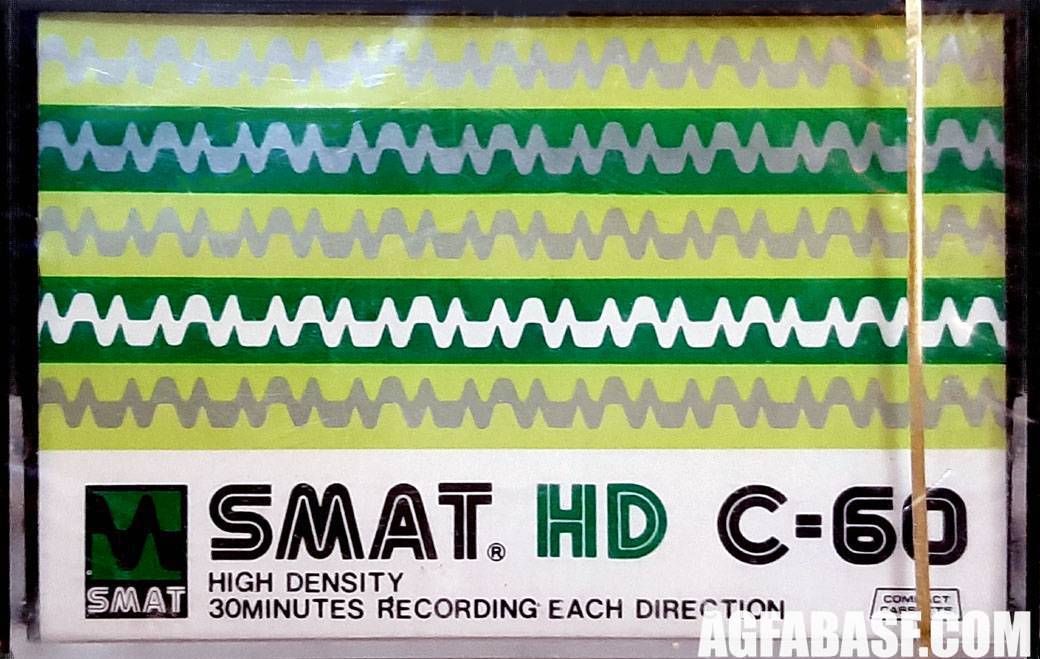 SMAT® HD C-60
SMAT
HIGH DENSITY
30MINUTES RECORDING EACH DIRECTION
COMPACT
CASSETTE
AGFABASF.COM